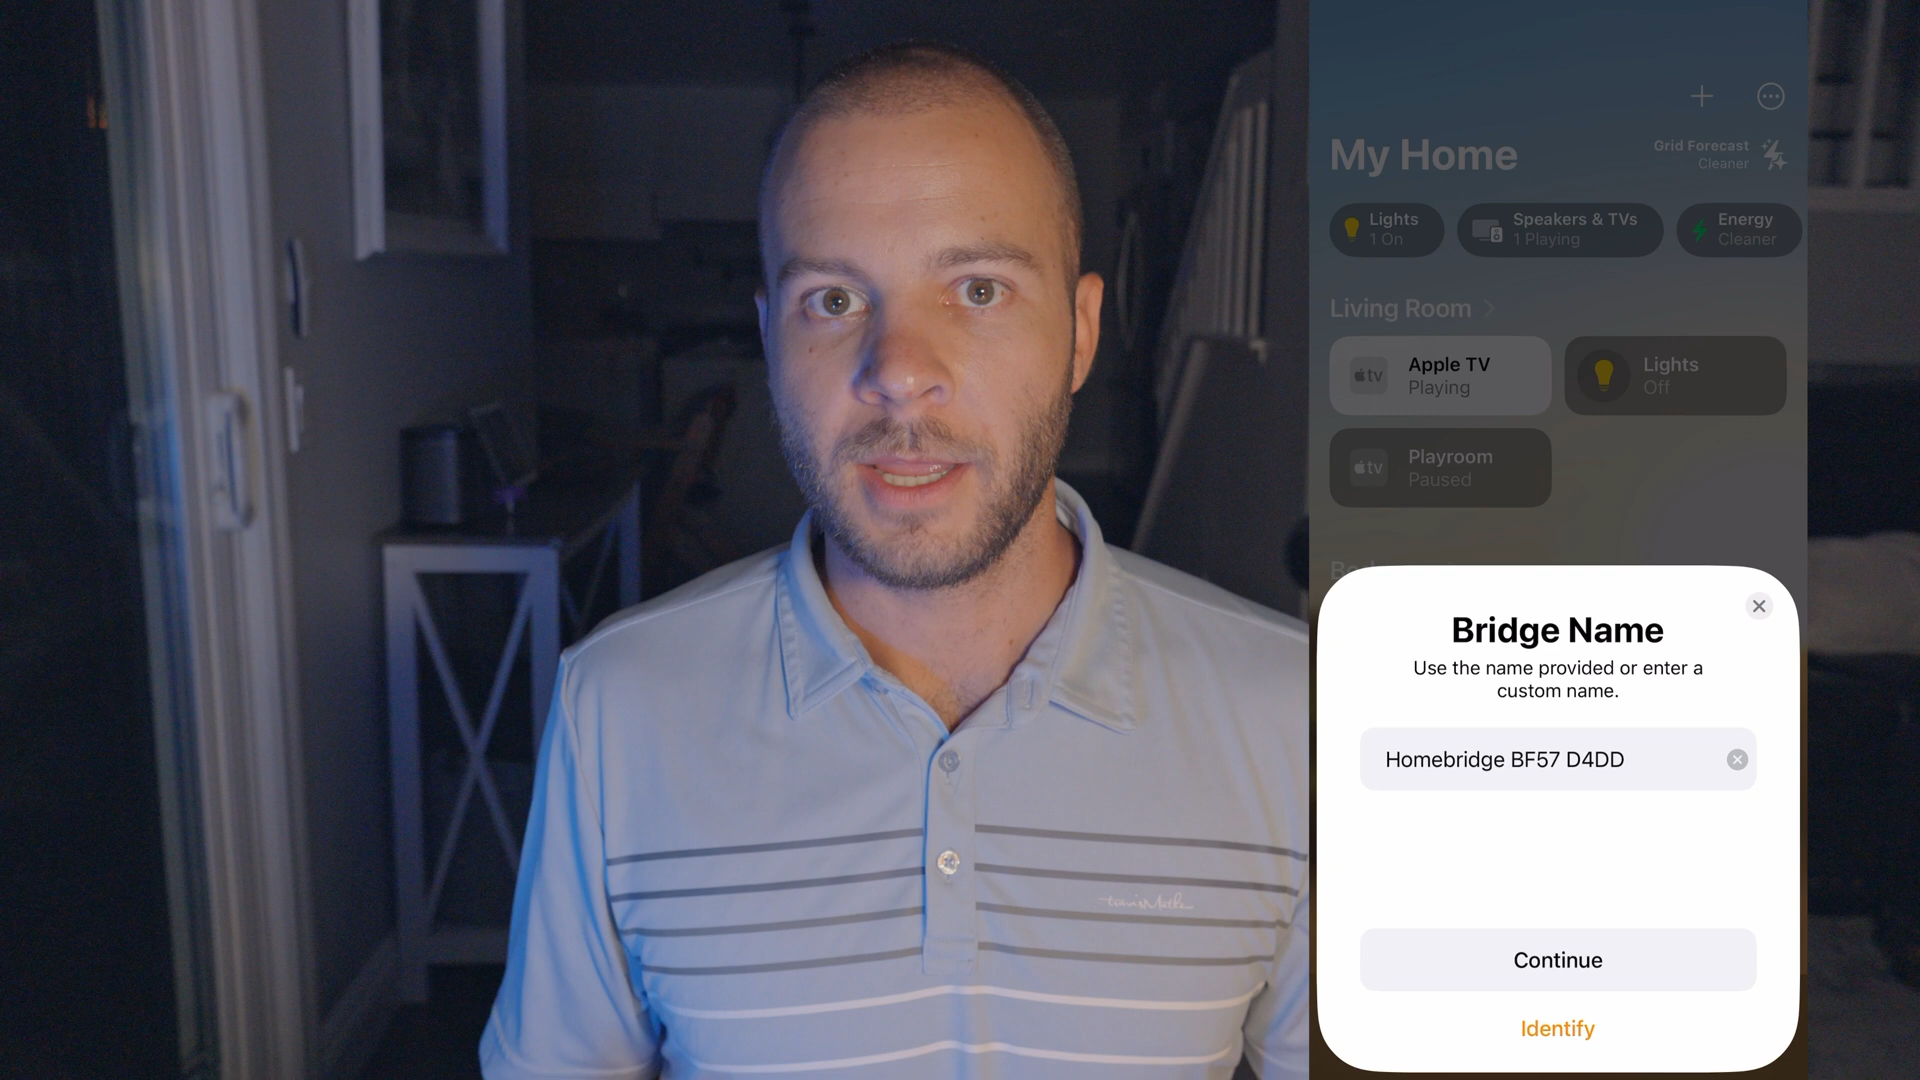 My Home
Grid Forecast
Cleaner
Lights
1 On
Speakers & TVs
1 Playing
Energy
Cleaner
Living Room
tv
Apple TV
Playing
Lights
Off
tv
Playroom
Paused
Bridge Name
Use the name provided or enter a
custom name.
Homebridge BF57 D4DD
Continue
Identify
travisMathew